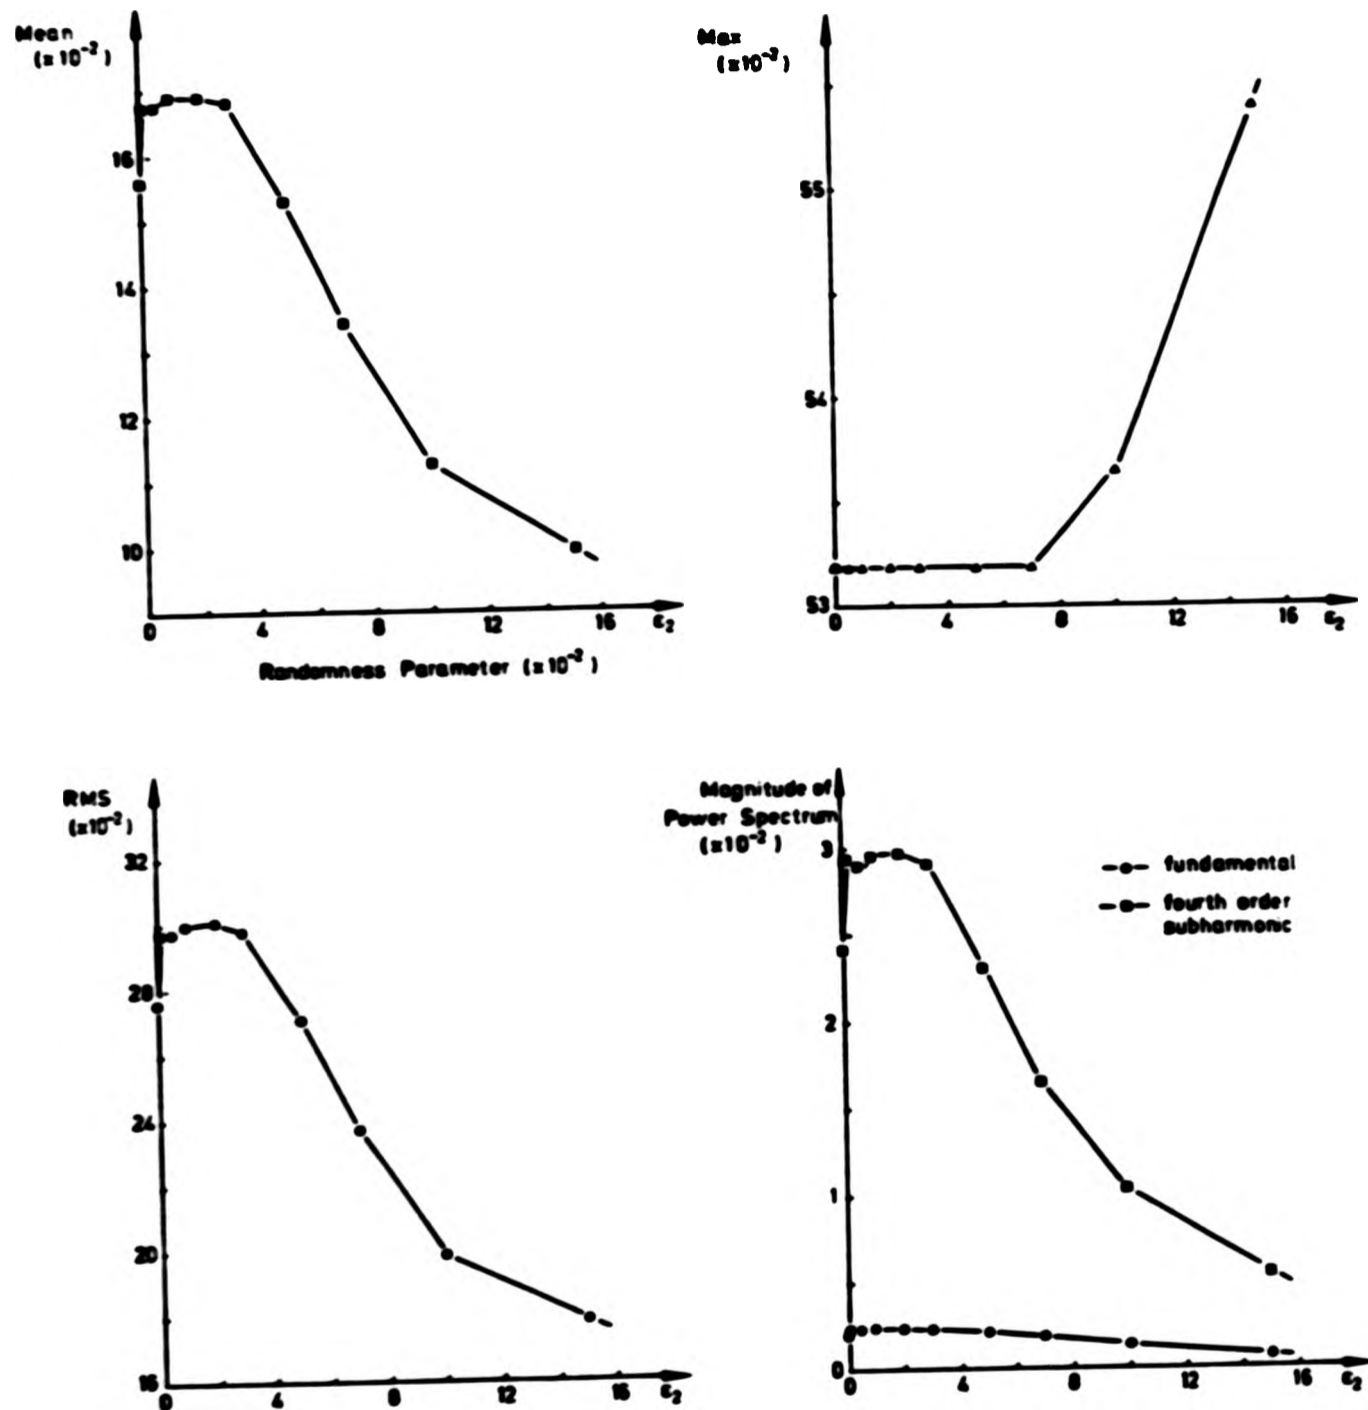 Mean
(x10⁻²)
16
14
12
10
0 4 8 12 16 ε₂
Randomness Parameter (x10⁻²)
Max
(x10⁻²)
55
54
53
0 4 8 12 16 ε₂
RMS
(x10⁻²)
32
28
24
20
16
0 4 8 12 16 ε₂
Magnitude of
Power Spectrum
(x10⁻²)
3
2
1
0
0 4 8 12 16 ε₂
fundamental
fourth order
subharmonic